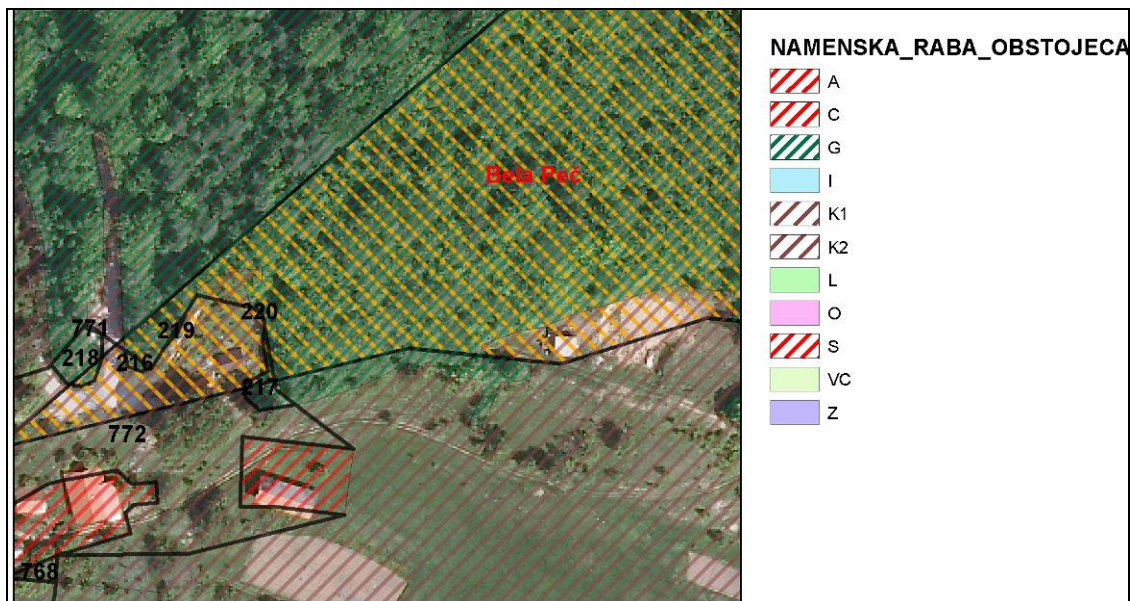 NAMENSKA_RABA_OBSTOJECA
A
C
G
I
K1
K2
L
O
S
VC
Z
Bela Peč
220
219
771
218
216
217
772
768